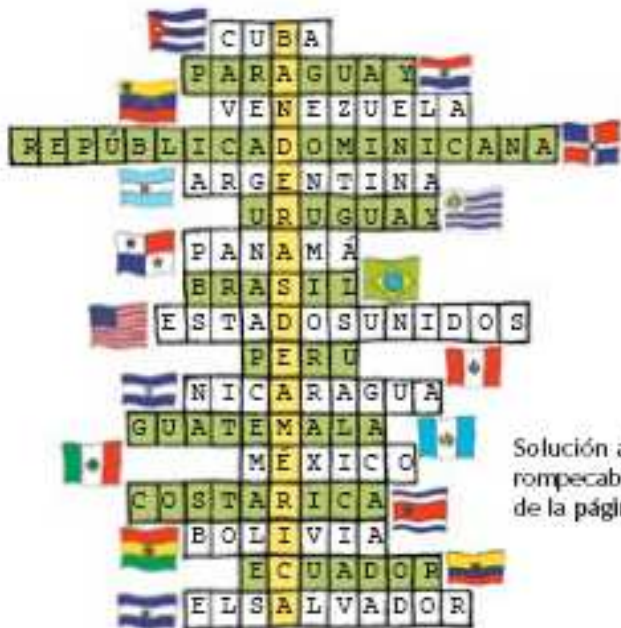 CUBA
PARAGUAY
VENEZUELA
REPÚBLICADOMINICANA
ARGENTINA
URUGUAY
PANAMÁ
BRASIL
ESTADOSUNIDOS
PERÚ
NICARAGUA
GUATEMALA
MÉXICO
COSTARICA
BOLIVIA
ECUADOR
ELSALVADOR
Solución a
rompecab
de la pági